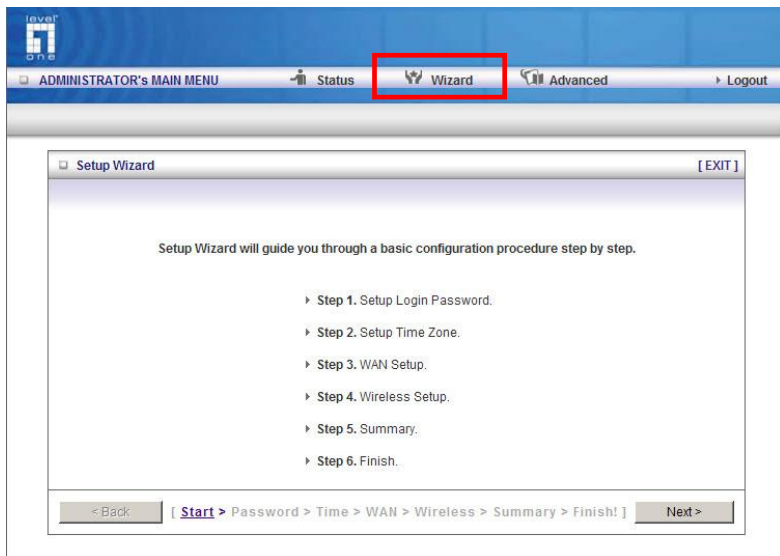 level
one
ADMINISTRATOR's MAIN MENU Status Wizard Advanced Logout
Setup Wizard [ EXIT ]
Setup Wizard will guide you through a basic configuration procedure step by step.
Step 1. Setup Login Password.
Step 2. Setup Time Zone.
Step 3. WAN Setup.
Step 4. Wireless Setup.
Step 5. Summary.
Step 6. Finish.
< Back [ Start > Password > Time > WAN > Wireless > Summary > Finish! ] Next >